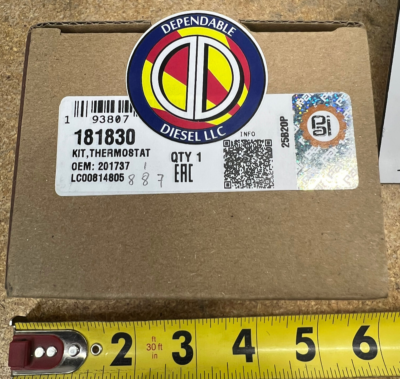 DEPENDABLE
DIESEL LLC
1 93807
181830
KIT,THERMOSTAT
OEM: 201737
LC00814805
887
QTY 1
EAC
INFO
25B20P
2 3 4 5 6
ft
30 ft